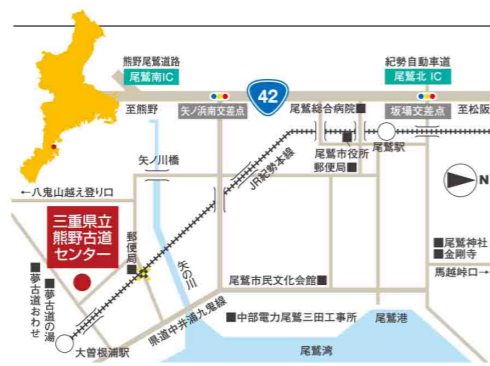 熊野尾鷲道路
尾鷲南IC
紀勢自動車道
尾鷲北 IC
42
至熊野
矢ノ浜南交差点
尾鷲総合病院
坂場交差点
至松阪
尾鷲市役所
郵便局
尾鷲駅
矢ノ川橋
JR紀勢本線
N
←八鬼山越え登り口
三重県立
熊野古道
センター
郵便局
矢の川
尾鷲神社
金剛寺
馬越峠口→
夢古道おわせ
夢古道の湯
尾鷲市民文化会館
県道中井浦九鬼線
中部電力尾鷲三田工事所
尾鷲港
大曽根浦駅
尾鷲湾